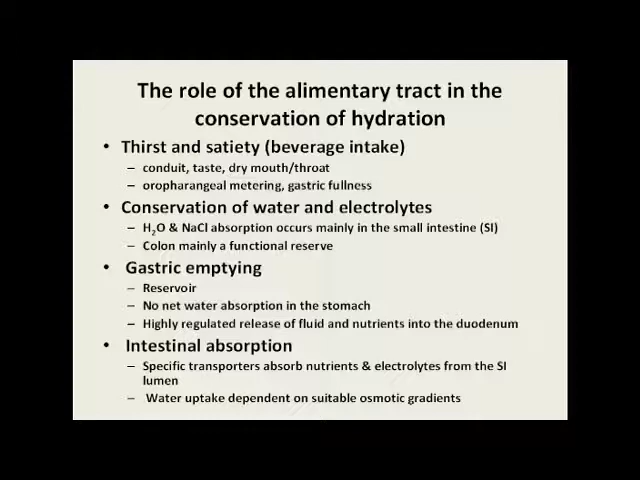 The role of the alimentary tract in the
conservation of hydration
• Thirst and satiety (beverage intake)
– conduit, taste, dry mouth/throat
– oropharangeal metering, gastric fullness
• Conservation of water and electrolytes
– H₂O & NaCl absorption occurs mainly in the small intestine (SI)
– Colon mainly a functional reserve
• Gastric emptying
– Reservoir
– No net water absorption in the stomach
– Highly regulated release of fluid and nutrients into the duodenum
• Intestinal absorption
– Specific transporters absorb nutrients & electrolytes from the SI
lumen
– Water uptake dependent on suitable osmotic gradients